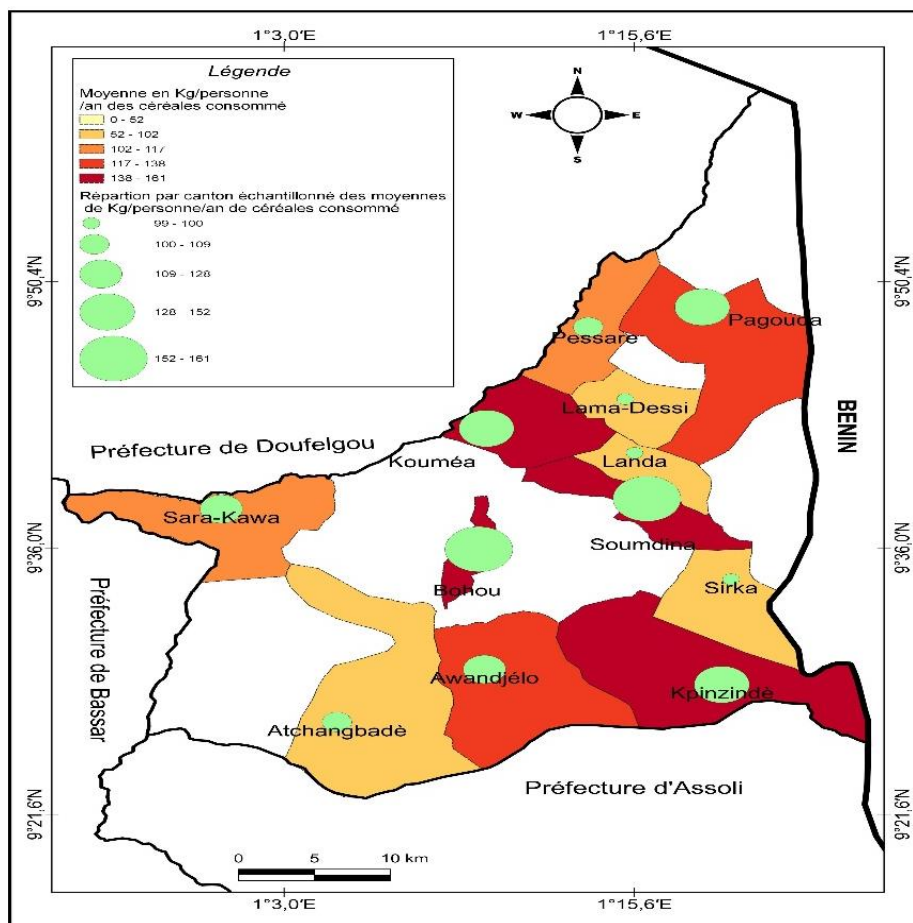 1°3,0'E
1°15,6'E
Légende
Moyenne en Kg/personne
/an des céréales consommé
0 - 52
52 - 102
102 - 117
117 - 138
138 - 161
Répartion par canton échantillonné des moyennes
de Kg/personne/an de céréales consommé
99 - 100
100 - 109
109 - 128
128 - 152
152 - 161
N
W
E
S
9°50,4'N
9°50,4'N
Pagouda
Pessare
Lama-Dessi
BENIN
Préfecture de Doufelgou
Kouméa
Landa
Sara-Kawa
Soumdina
9°36,0'N
9°36,0'N
Bohou
Sirka
Préfecture de Bassar
Awandjélo
Kpinzindè
Atchangbadè
Préfecture d'Assoli
9°21,6'N
9°21,6'N
0 5 10 km
1°3,0'E
1°15,6'E